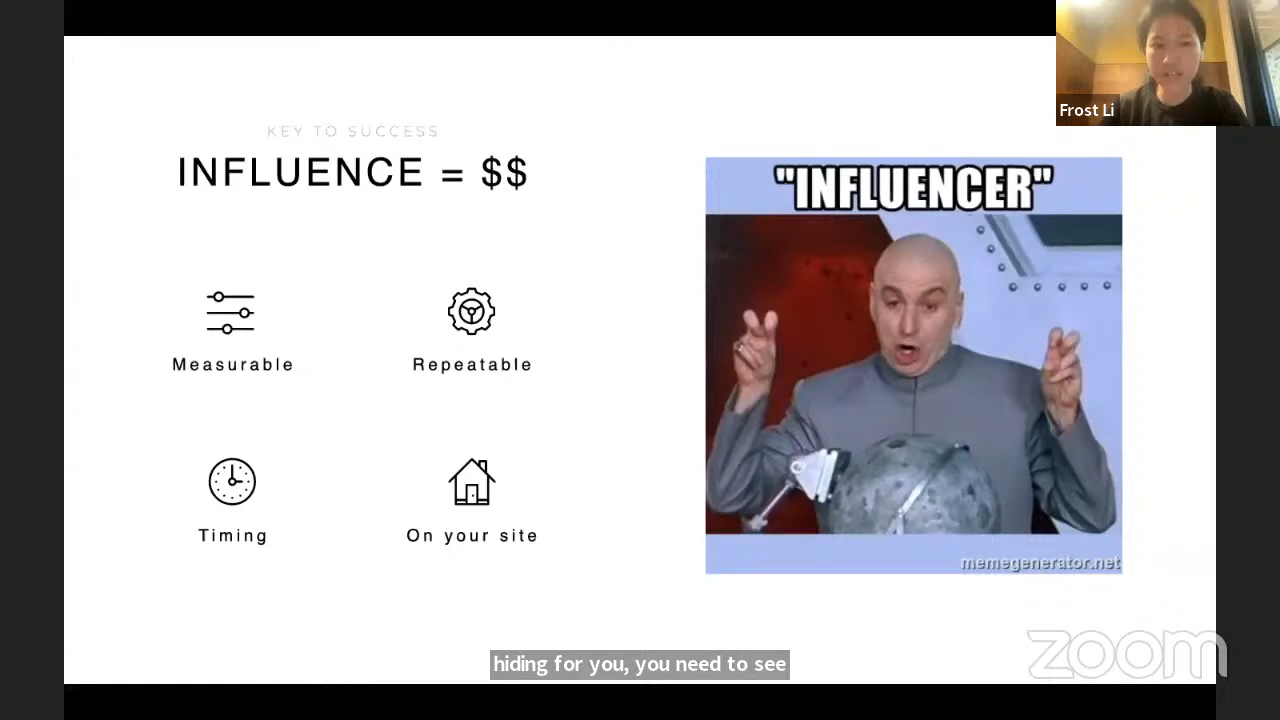 KEY TO SUCCESS
INFLUENCE = $$
Measurable
Repeatable
Timing
On your site
"INFLUENCER"
memegenerator.net
Frost Li
hiding for you, you need to see
zoom